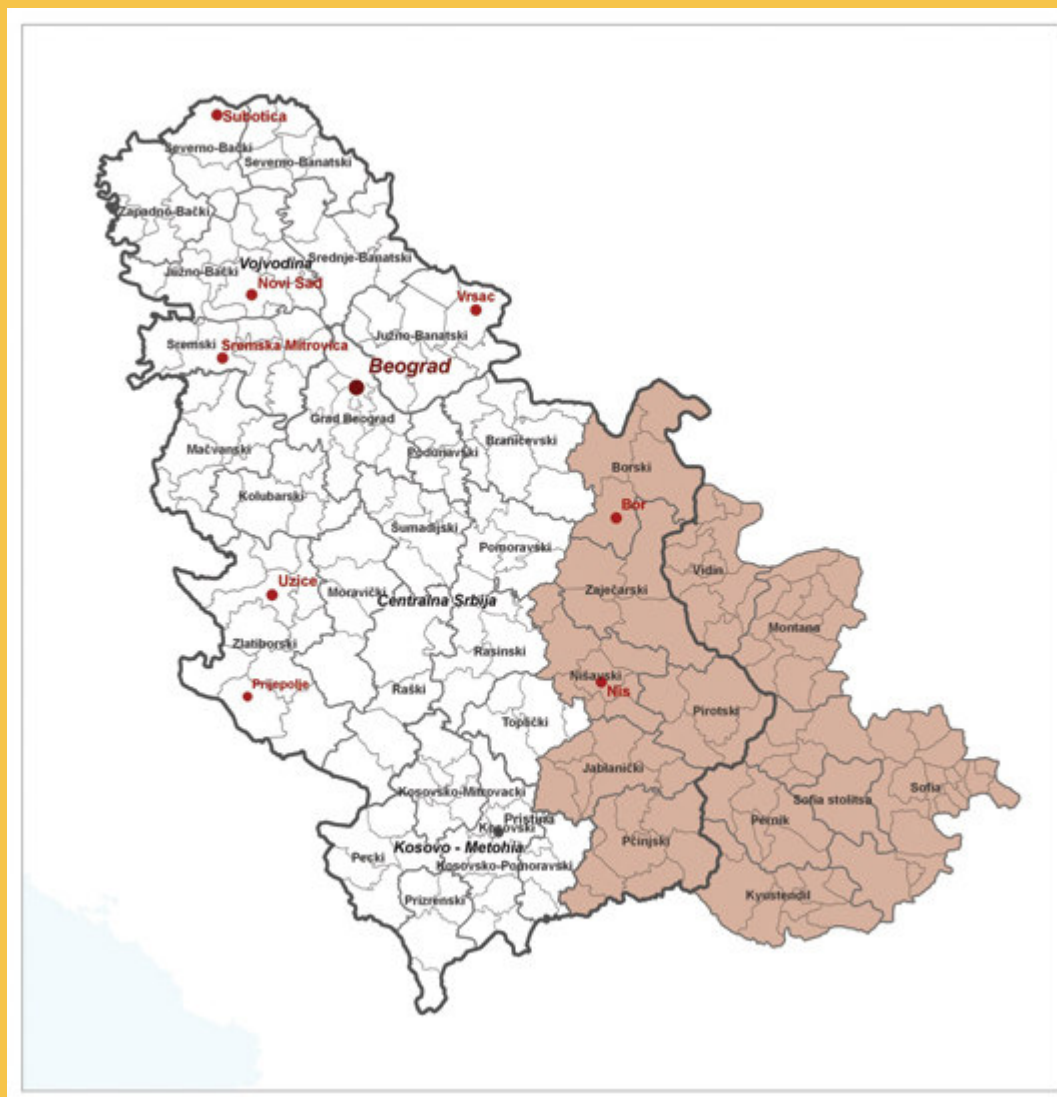 Subotica
Severno-Bački
Severno-Banatski
Zapadno-Bački
Srednje-Banatski
Vojvodina
Južno-Bački
Novi Sad
Vrsac
Južno-Banatski
Sremski
Sremska Mitrovica
Beograd
Grad Beograd
Mačvanski
Podunavski
Braničevski
Borski
Kolubarski
Bor
Šumadijski
Pomoravski
Vidin
Uzice
Moravički
Centralna Srbija
Zaječarski
Montana
Zlatiborski
Rasinski
Prijepolje
Raški
Nišavski
Nis
Pirotski
Toplički
Jablanički
Kosovsko-Mitrovacki
Sofia stolitsa
Sofia
Pristina
Kosovski
Pernik
Kosovo - Metohia
Pčinjski
Pecki
Kosovsko-Pomoravski
Prizrenski
Kyustendil